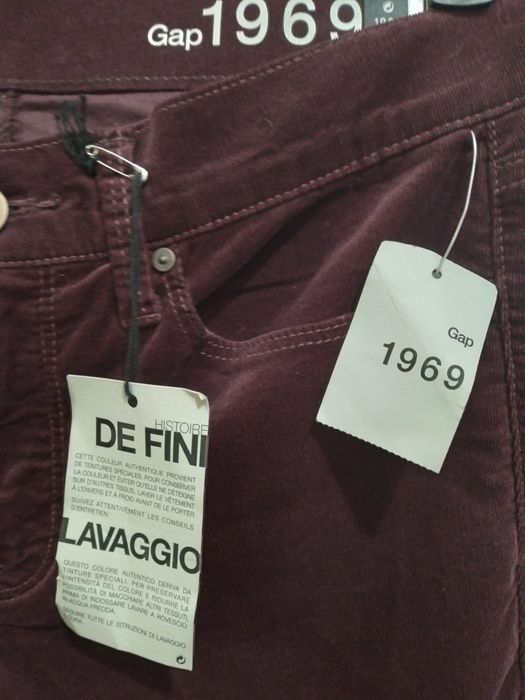 Gap 1969
Gap
1969
HISTOIRE
DE FINI
CETTE COULEUR AUTHENTIQUE PROVIENT
DE TEINTURES SPÉCIALES, POUR CONSERVER
LA COULEUR ET ÉVITER QU'ELLE NE DÉTEIGNE
SUR D'AUTRES TISSUS, LAVER LE VÊTEMENT
À L'ENVERS ET À FROID AVANT DE LE PORTER.
SUIVEZ ATTENTIVEMENT LES CONSEILS
D'ENTRETIEN.
LAVAGGIO
QUESTO COLORE AUTENTICO DERIVA DA
TINTURE SPECIALI. PER PRESERVARE
L'INTENSITÀ DEL COLORE E RIDURRE LA
POSSIBILITÀ DI MACCHIARE ALTRI TESSUTI,
PRIMA DI INDOSSARE LAVARE A ROVESCIO
IN ACQUA FREDDA.
SEGUIRE TUTTE LE ISTRUZIONI DI LAVAGGIO
E CURA.